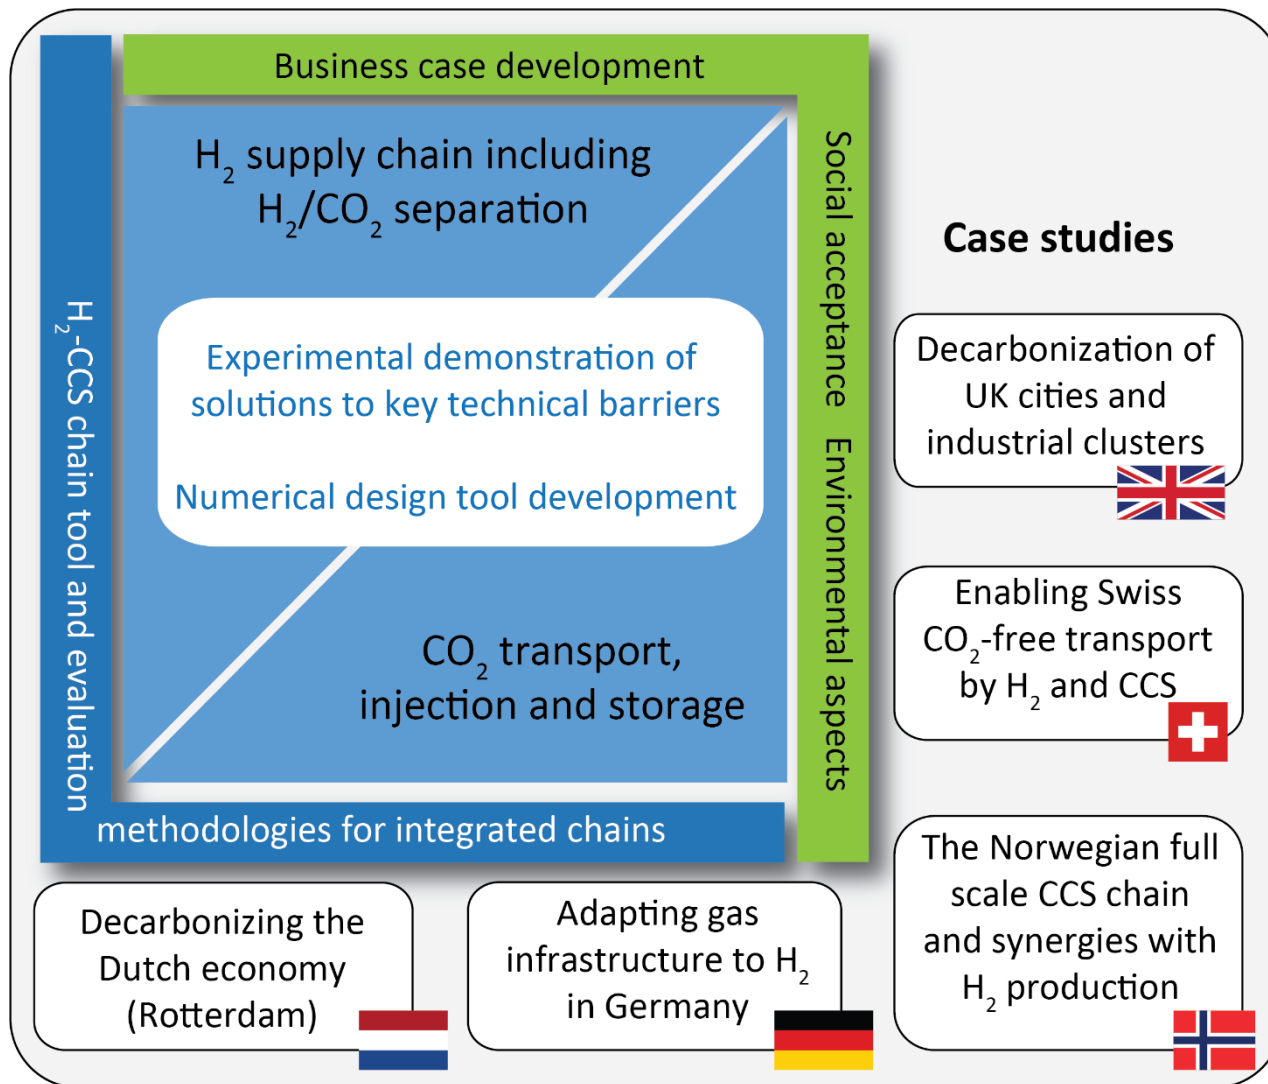 Business case development
H₂ supply chain including
H₂/CO₂ separation
Experimental demonstration of
solutions to key technical barriers
Numerical design tool development
CO₂ transport,
injection and storage
H₂-CCS chain tool and evaluation
methodologies for integrated chains
Social acceptance Environmental aspects
Case studies
Decarbonization of
UK cities and
industrial clusters
Enabling Swiss
CO₂-free transport
by H₂ and CCS
The Norwegian full
scale CCS chain
and synergies with
H₂ production
Decarbonizing the
Dutch economy
(Rotterdam)
Adapting gas
infrastructure to H₂
in Germany